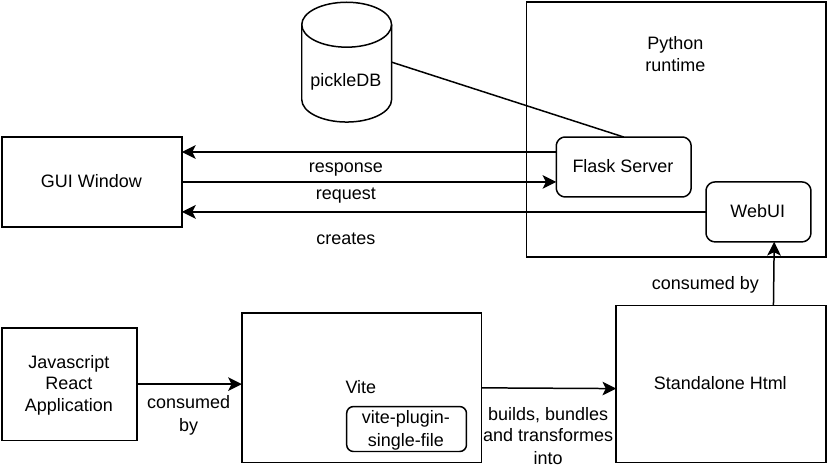 pickleDB
Python
runtime
GUI Window
response
request
creates
Flask Server
WebUI
consumed by
Javascript
React
Application
consumed
by
Vite
vite-plugin-
single-file
builds, bundles
and transformes
into
Standalone Html